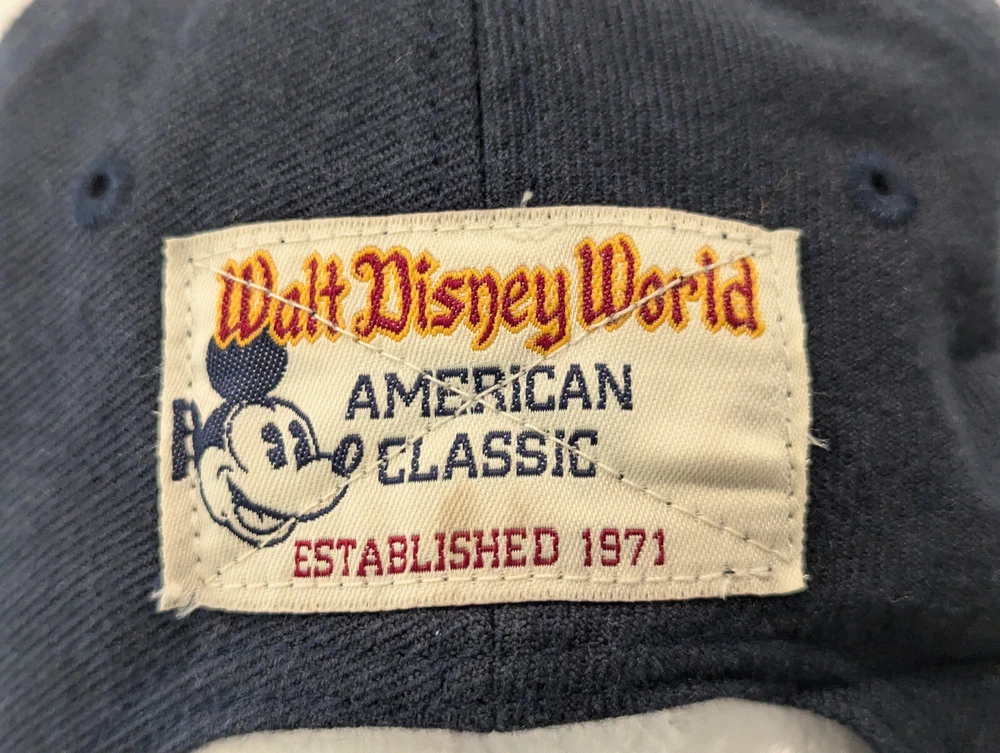 Walt Disney World
AMERICAN
CLASSIC
ESTABLISHED 1971